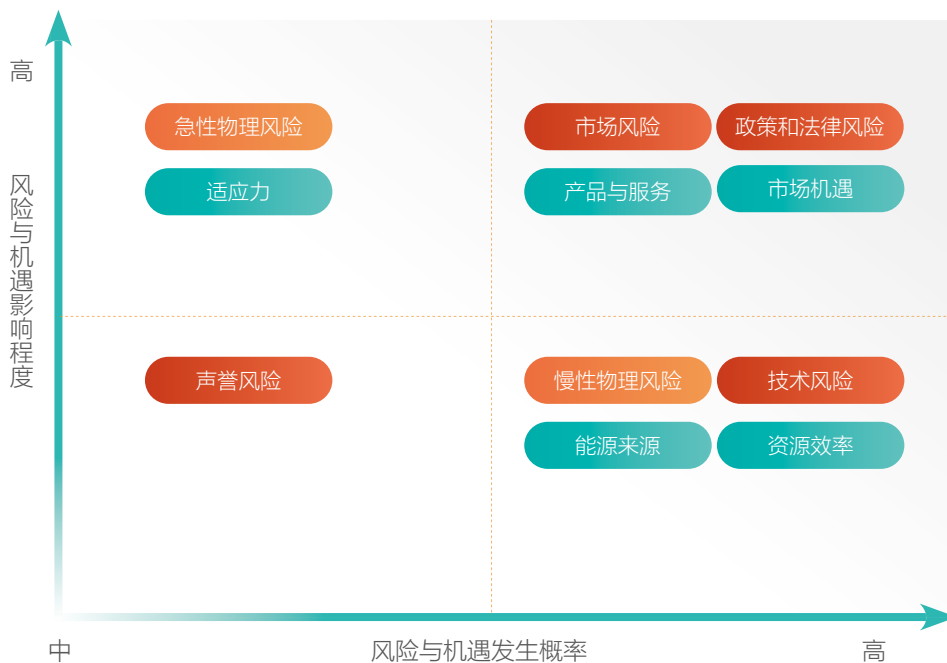 高
风险与机遇影响程度
急性物理风险
适应力
市场风险
政策和法律风险
产品与服务
市场机遇
声誉风险
慢性物理风险
技术风险
能源来源
资源效率
中
风险与机遇发生概率
高